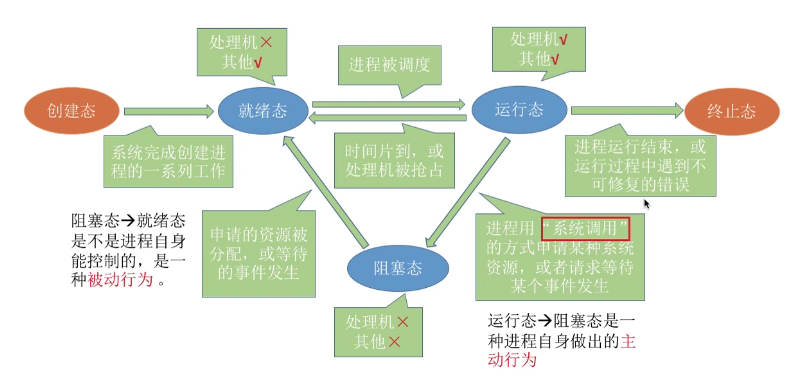 处理机×
其他√
处理机√
其他√
进程被调度
创建态
就绪态
运行态
终止态
系统完成创建进
程的一系列工作
时间片到，或
处理机被抢占
进程运行结束，或
运行过程中遇到不
可修复的错误
阻塞态→就绪态
是不是进程自身
能控制的，是一
种被动行为 。
申请的资源被
分配，或等待
的事件发生
阻塞态
进程用“系统调用”
的方式申请某种系统
资源，或者请求等待
某个事件发生
处理机×
其他×
运行态→阻塞态是一
种进程自身做出的主
动行为